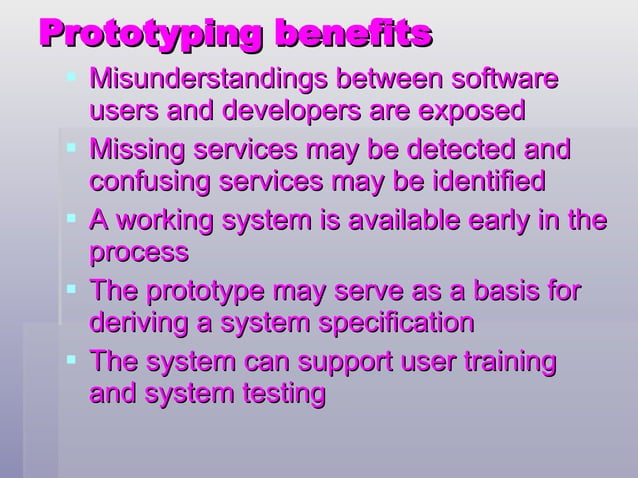 Prototyping benefits
Misunderstandings between software
users and developers are exposed
Missing services may be detected and
confusing services may be identified
A working system is available early in the
process
The prototype may serve as a basis for
deriving a system specification
The system can support user training
and system testing